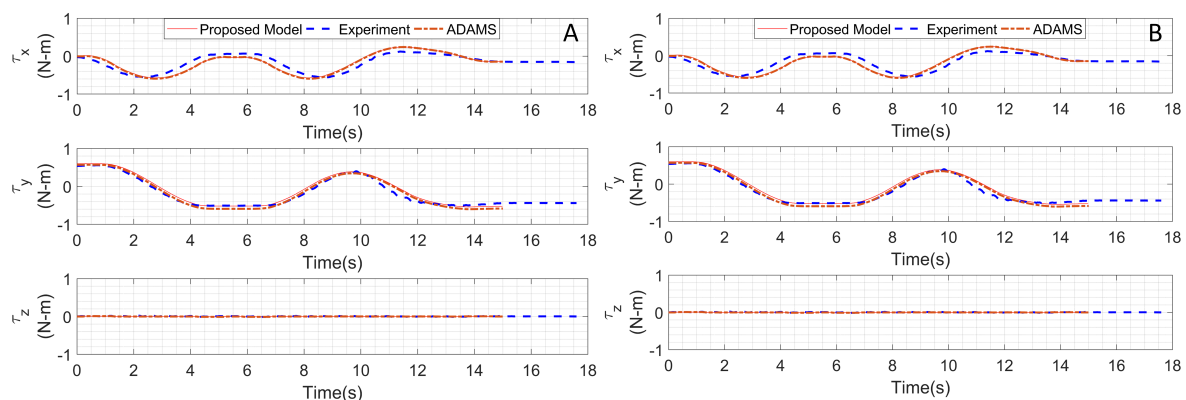 Proposed Model Experiment ADAMS A
τx
(N-m)
1
0
-1
0 2 4 6 8 10 12 14 16 18
Time(s)
τy
(N-m)
1
0
-1
0 2 4 6 8 10 12 14 16 18
Time(s)
τz
(N-m)
1
0
-1
0 2 4 6 8 10 12 14 16 18
Time(s)
Proposed Model Experiment ADAMS B
τx
(N-m)
1
0
-1
0 2 4 6 8 10 12 14 16 18
Time(s)
τy
(N-m)
1
0
-1
0 2 4 6 8 10 12 14 16 18
Time(s)
τz
(N-m)
1
0
-1
0 2 4 6 8 10 12 14 16 18
Time(s)